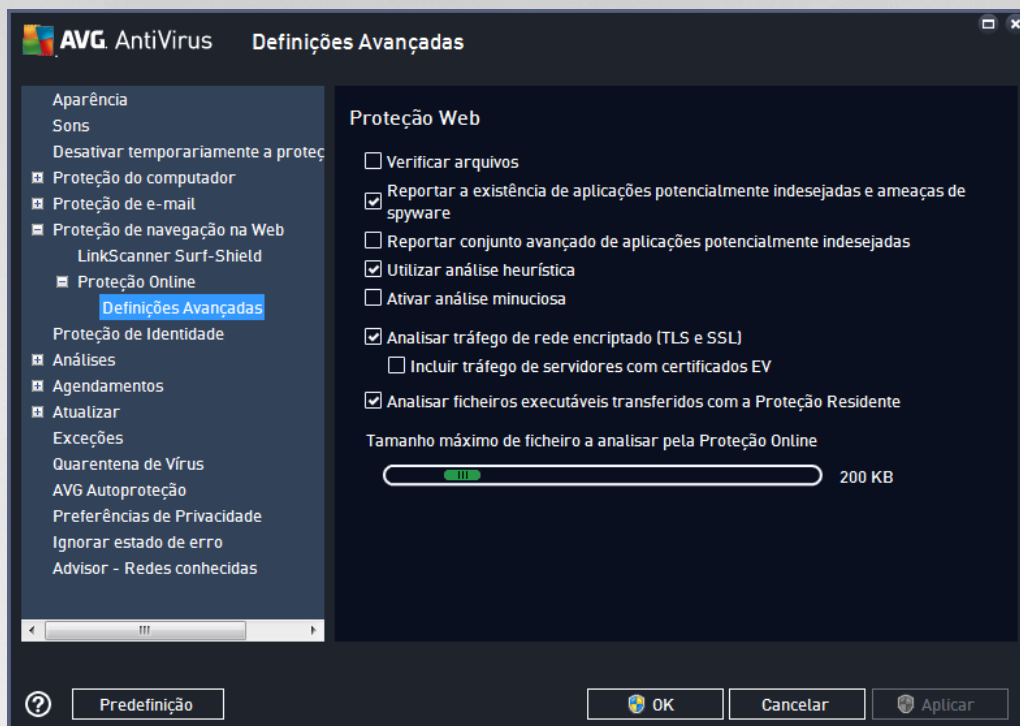 AVG. AntiVirus Definições Avançadas
Aparência
Sons
Desativar temporariamente a proteç
Proteção do computador
Proteção de e-mail
Proteção de navegação na Web
LinkScanner Surf-Shield
Proteção Online
Definições Avançadas
Proteção de Identidade
Análises
Agendamentos
Atualizar
Exceções
Quarentena de Vírus
AVG Autoproteção
Preferências de Privacidade
Ignorar estado de erro
Advisor - Redes conhecidas
Proteção Web
Verificar arquivos
Reportar a existência de aplicações potencialmente indesejadas e ameaças de
spyware
Reportar conjunto avançado de aplicações potencialmente indesejadas
Utilizar análise heurística
Ativar análise minuciosa
Analisar tráfego de rede encriptado (TLS e SSL)
Incluir tráfego de servidores com certificados EV
Analisar ficheiros executáveis transferidos com a Proteção Residente
Tamanho máximo de ficheiro a analisar pela Proteção Online
200 KB
Predefinição
OK
Cancelar
Aplicar